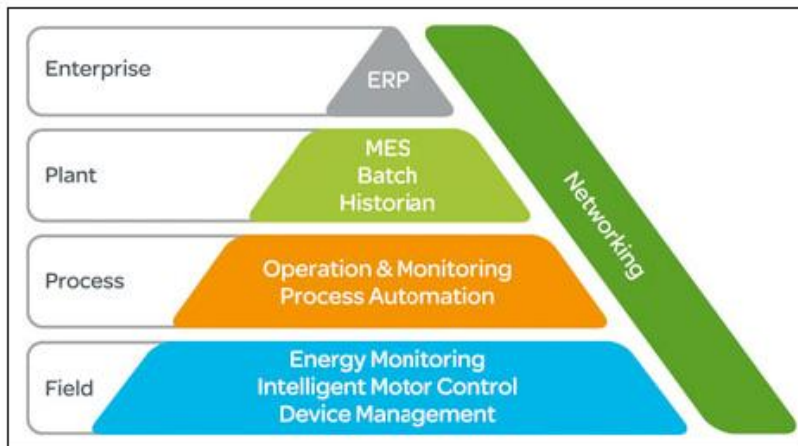 Enterprise
ERP
Plant
MES
Batch
Historian
Process
Operation & Monitoring
Process Automation
Field
Energy Monitoring
Intelligent Motor Control
Device Management
Networking